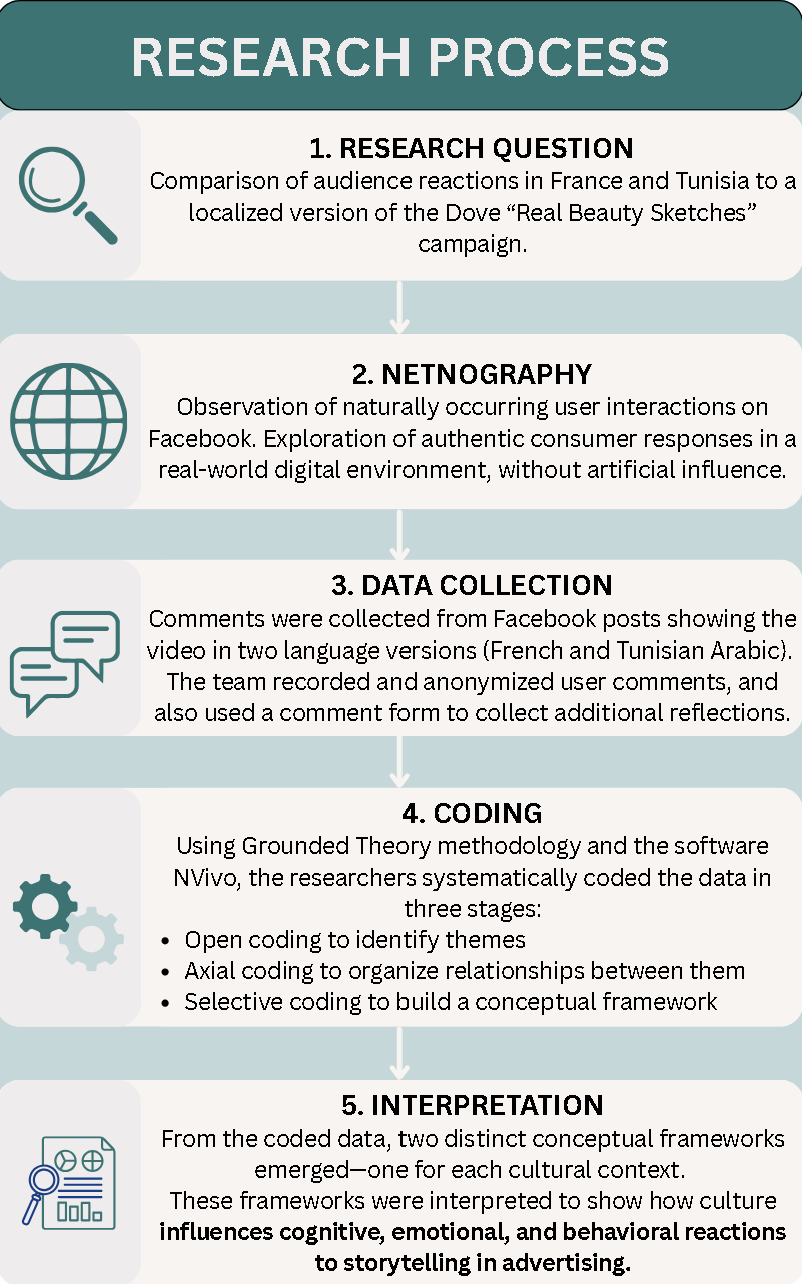 RESEARCH PROCESS
1. RESEARCH QUESTION
Comparison of audience reactions in France and Tunisia to a
localized version of the Dove “Real Beauty Sketches”
campaign.
2. NETNOGRAPHY
Observation of naturally occurring user interactions on
Facebook. Exploration of authentic consumer responses in a
real-world digital environment, without artificial influence.
3. DATA COLLECTION
Comments were collected from Facebook posts showing the
video in two language versions (French and Tunisian Arabic).
The team recorded and anonymized user comments, and
also used a comment form to collect additional reflections.
4. CODING
Using Grounded Theory methodology and the software
NVivo, the researchers systematically coded the data in
three stages:
• Open coding to identify themes
• Axial coding to organize relationships between them
• Selective coding to build a conceptual framework
5. INTERPRETATION
From the coded data, two distinct conceptual frameworks
emerged—one for each cultural context.
These frameworks were interpreted to show how culture
influences cognitive, emotional, and behavioral reactions
to storytelling in advertising.